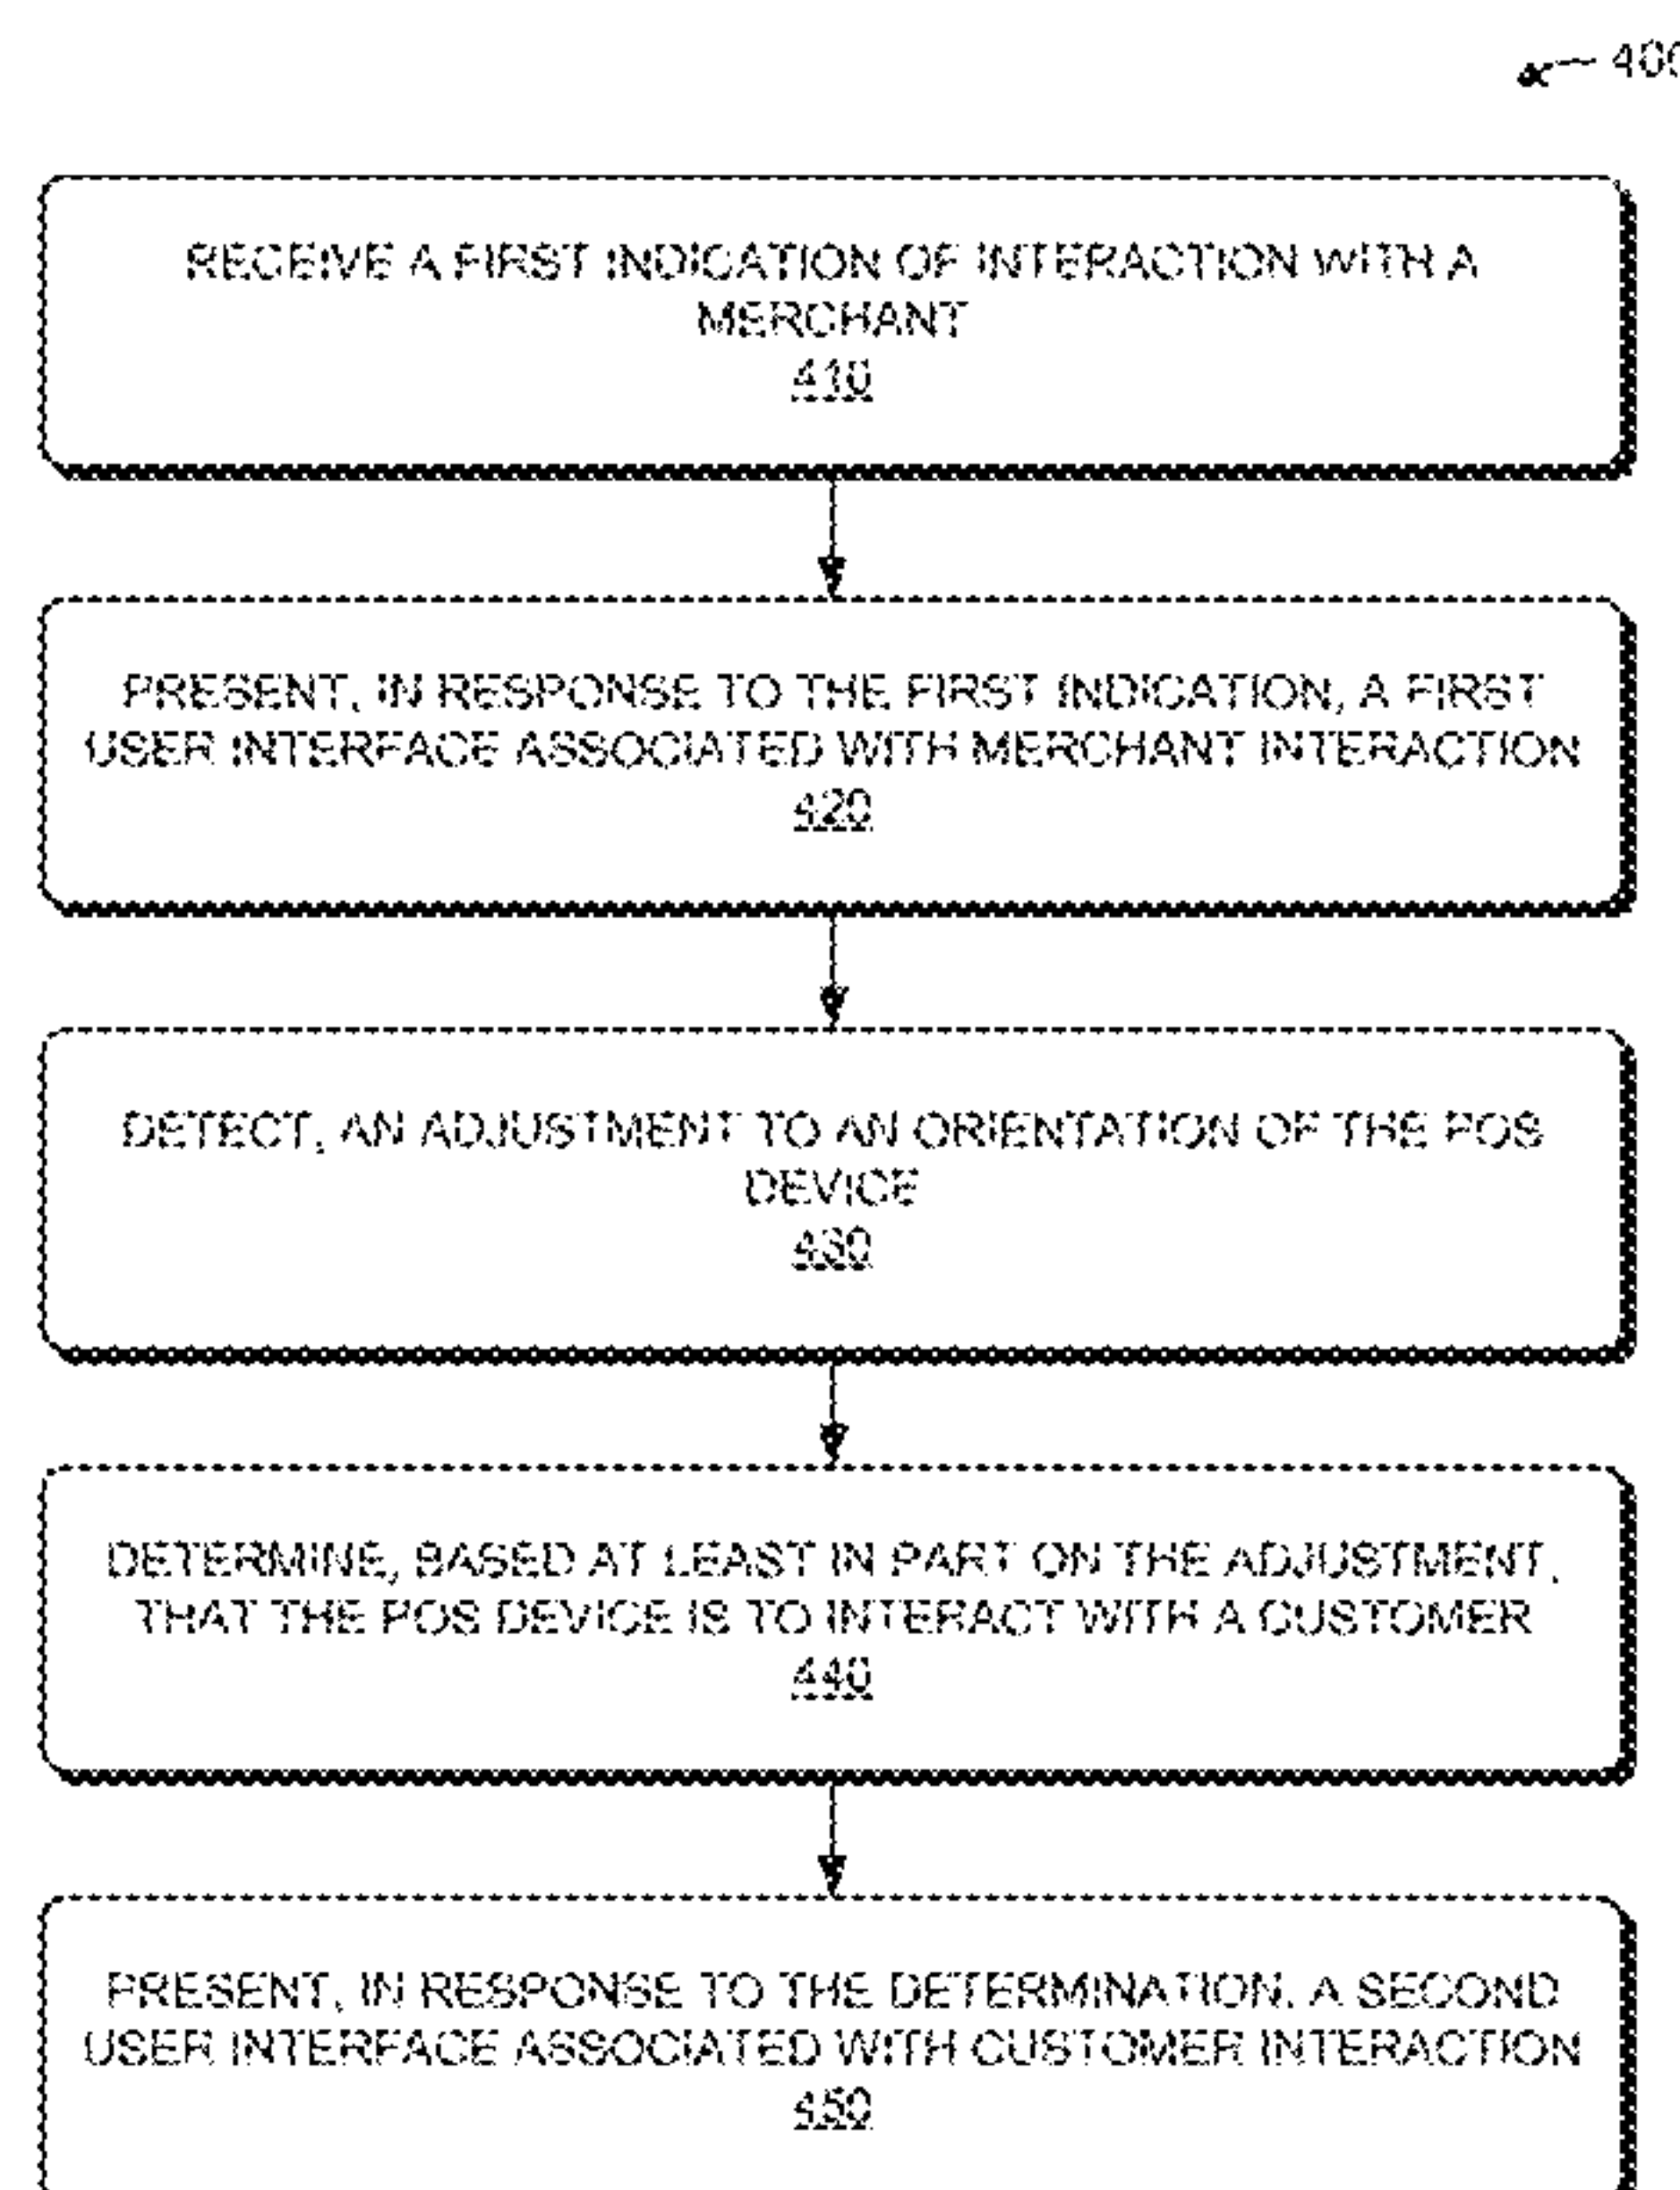 400
RECEIVE A FIRST INDICATION OF INTERACTION WITH A
MERCHANT
410
PRESENT, IN RESPONSE TO THE FIRST INDICATION, A FIRST
USER INTERFACE ASSOCIATED WITH MERCHANT INTERACTION
420
DETECT, AN ADJUSTMENT TO AN ORIENTATION OF THE POS
DEVICE
430
DETERMINE, BASED AT LEAST IN PART ON THE ADJUSTMENT,
THAT THE POS DEVICE IS TO INTERACT WITH A CUSTOMER
440
PRESENT, IN RESPONSE TO THE DETERMINATION, A SECOND
USER INTERFACE ASSOCIATED WITH CUSTOMER INTERACTION
450